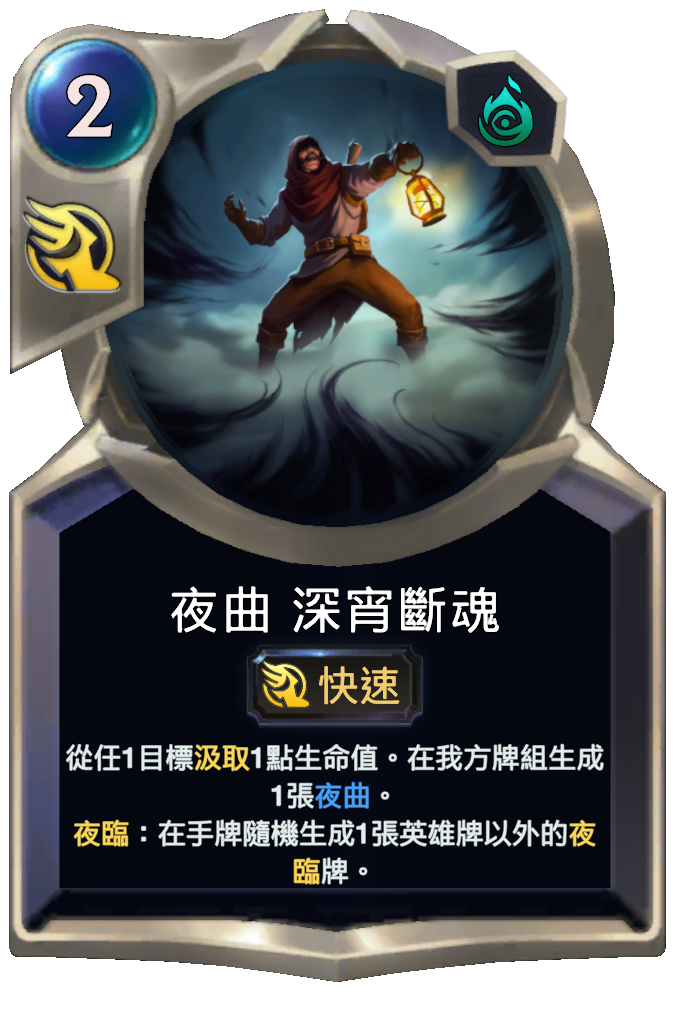 2
夜曲 深宵斷魂
快速
從任1目標汲取1點生命值。在我方牌組生成
1張夜曲。
夜臨：在手牌隨機生成1張英雄牌以外的夜
臨牌。